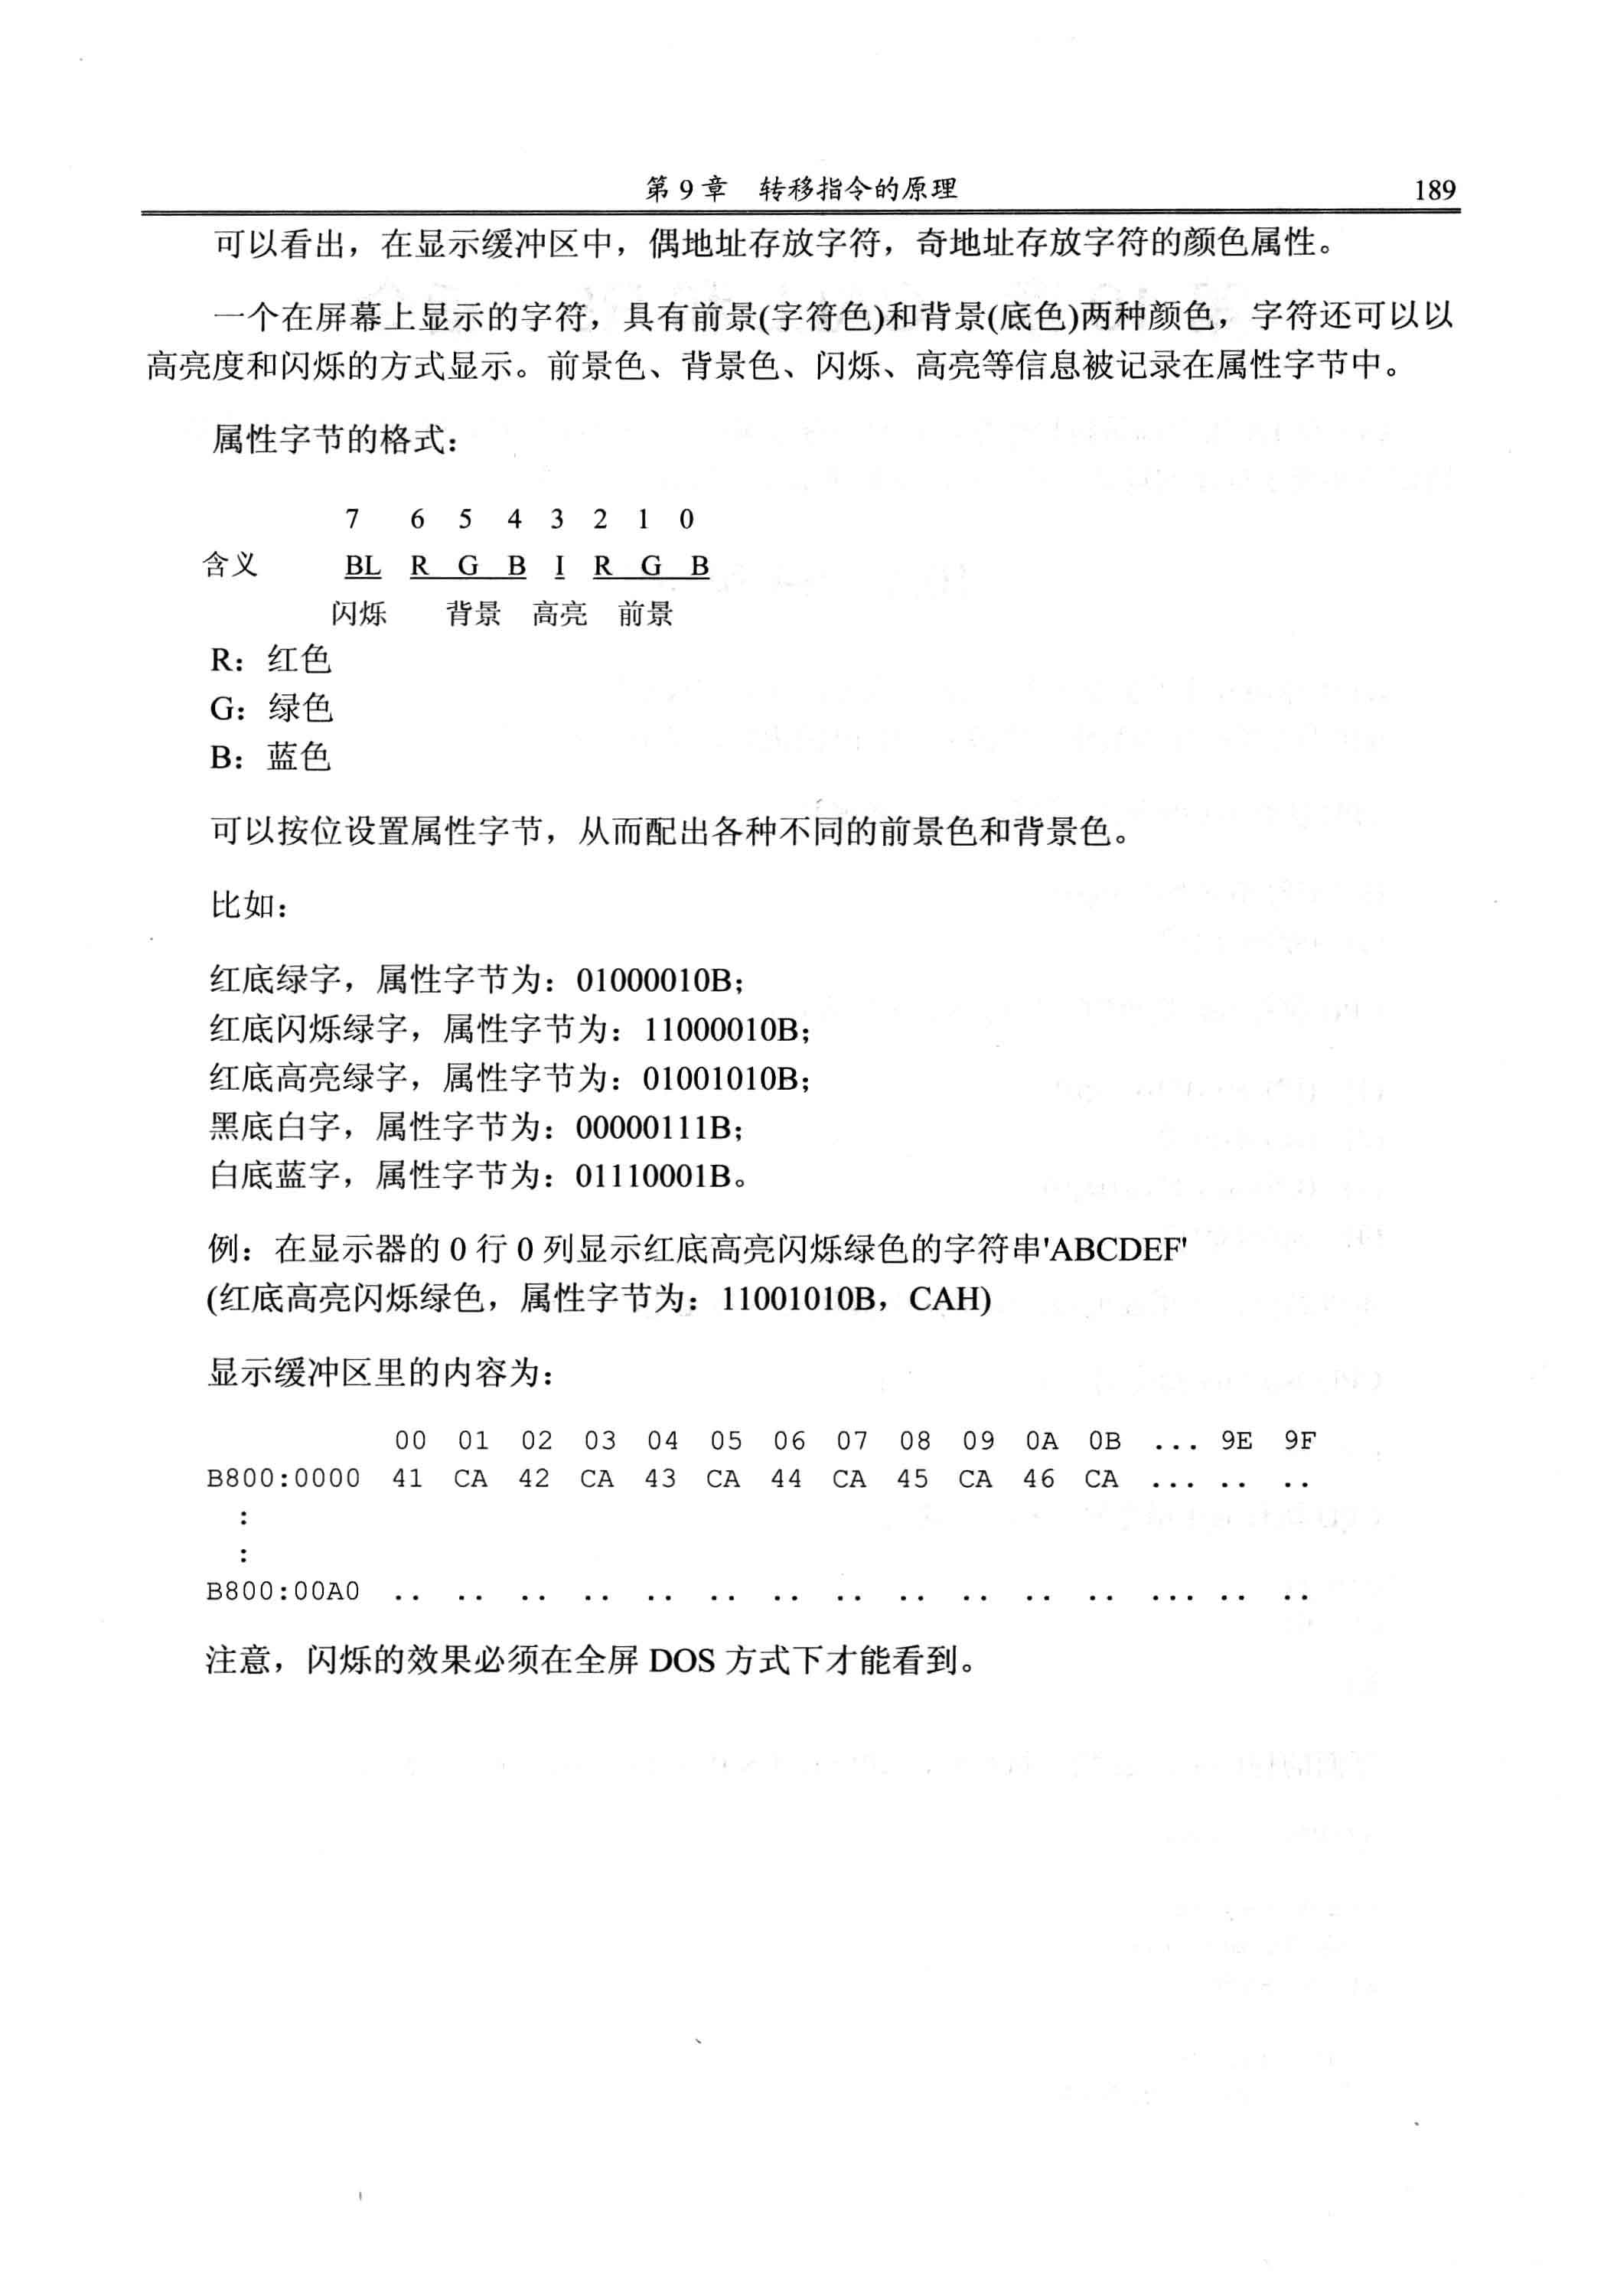 第 9 章 转移指令的原理 189
可以看出，在显示缓冲区中，偶地址存放字符，奇地址存放字符的颜色属性。
一个在屏幕上显示的字符，具有前景(字符色)和背景(底色)两种颜色，字符还可以以
高亮度和闪烁的方式显示。前景色、背景色、闪烁、高亮等信息被记录在属性字节中。
属性字节的格式：
7 6 5 4 3 2 1 0
含义 BL R G B I R G B
闪烁 背景 高亮 前景
R：红色
G：绿色
B：蓝色
可以按位设置属性字节，从而配出各种不同的前景色和背景色。
比如：
红底绿字，属性字节为：01000010B；
红底闪烁绿字，属性字节为：11000010B；
红底高亮绿字，属性字节为：01001010B；
黑底白字，属性字节为：00000111B；
白底蓝字，属性字节为：01110001B。
例：在显示器的 0 行 0 列显示红底高亮闪烁绿色的字符串'ABCDEF'
(红底高亮闪烁绿色，属性字节为：11001010B，CAH)
显示缓冲区里的内容为：
00 01 02 03 04 05 06 07 08 09 0A 0B ... 9E 9F
B800:0000 41 CA 42 CA 43 CA 44 CA 45 CA 46 CA ... .. ..
:
:
B800:00A0 .. .. .. .. .. .. .. .. .. .. .. .. ... .. ..
注意，闪烁的效果必须在全屏 DOS 方式下才能看到。